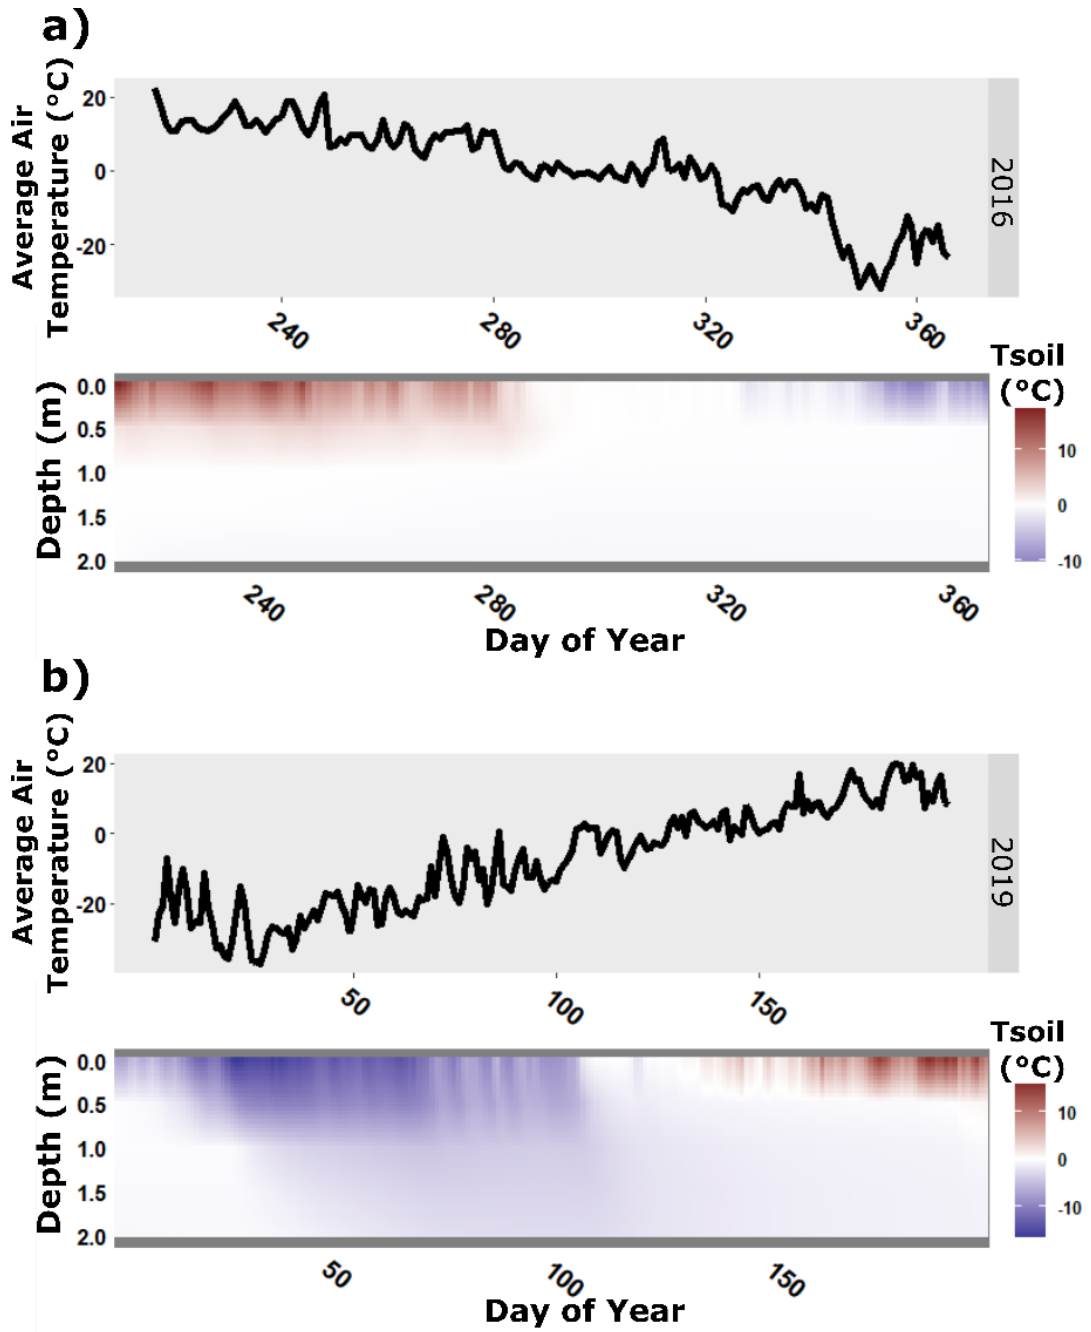 a)
Average Air
Temperature (°C)
20
0
-20
2016
240
280
320
360
Depth (m)
0.0
0.5
1.0
1.5
2.0
Tsoil
(°C)
10
0
-10
240
280
320
360
Day of Year
b)
Average Air
Temperature (°C)
20
0
-20
2019
50
100
150
Depth (m)
0.0
0.5
1.0
1.5
2.0
Tsoil
(°C)
10
0
-10
50
100
150
Day of Year